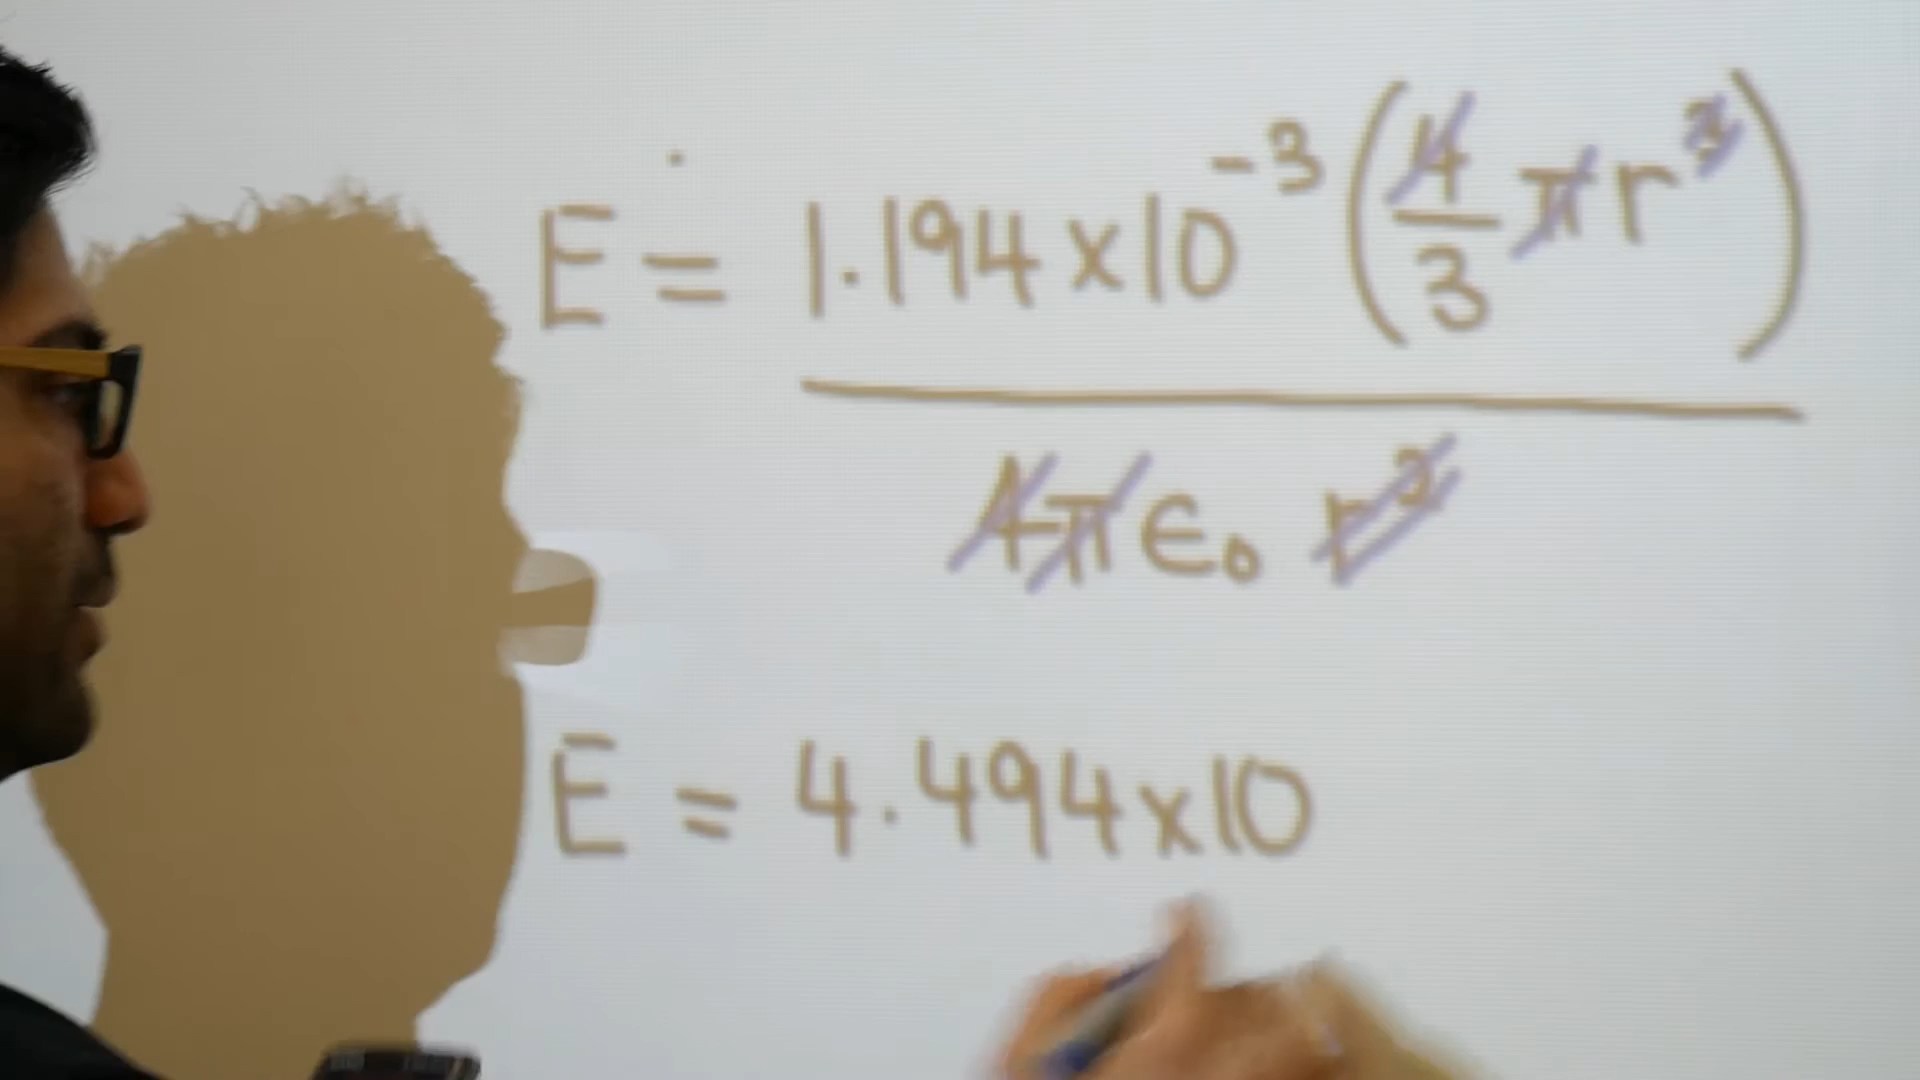 E = 1.194 x 10^-3 (4/3 π r^3) / 4π ε₀ r^2
E = 4.494 x 10